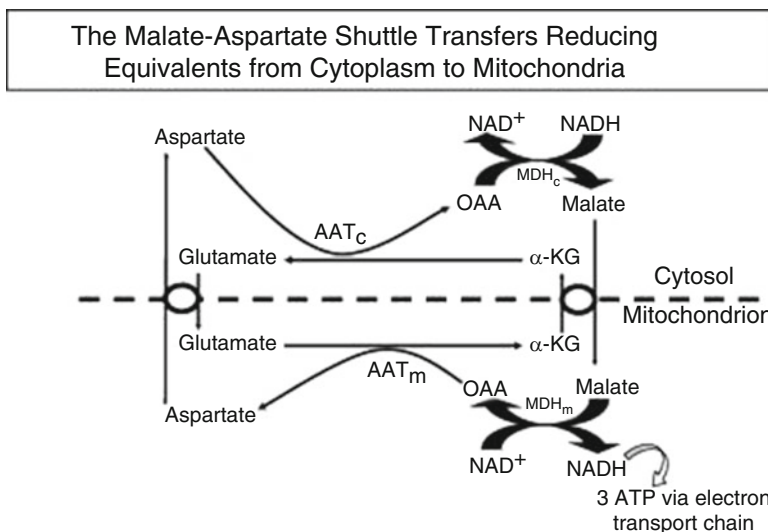 The Malate-Aspartate Shuttle Transfers Reducing
Equivalents from Cytoplasm to Mitochondria
NAD+ NADH
Aspartate
MDHc
OAA Malate
AATc
Glutamate α-KG
Cytosol
Mitochondrion
Glutamate α-KG
AATm
OAA MDHm Malate
Aspartate
NAD+ NADH
3 ATP via electron
transport chain